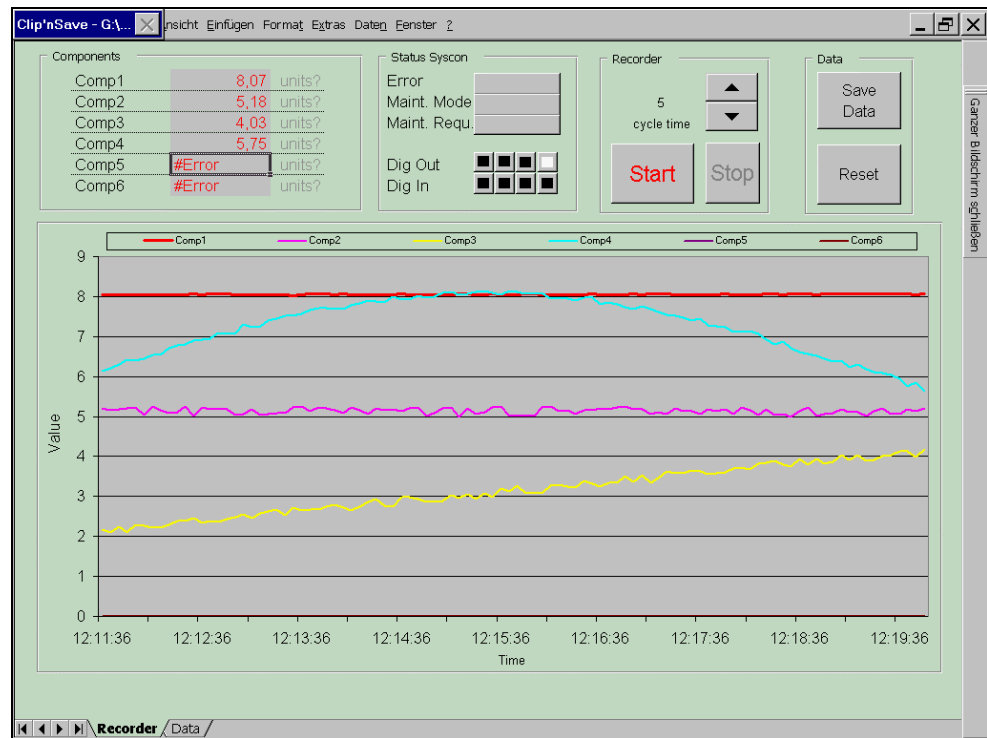 Clip'nSave - G:\... nsicht Einfügen Format Extras Daten Fenster ?
Components
Comp1 8,07 units?
Comp2 5,18 units?
Comp3 4,03 units?
Comp4 5,75 units?
Comp5 #Error units?
Comp6 #Error units?
Status Syscon
Error
Maint. Mode
Maint. Requ.
Dig Out
Dig In
Recorder
5
cycle time
Start Stop
Data
Save
Data
Reset
Ganzer Bildschirm schließen
Comp1 Comp2 Comp3 Comp4 Comp5 Comp6
9
8
7
6
5
4
3
2
1
0
Value
12:11:36 12:12:36 12:13:36 12:14:36 12:15:36 12:16:36 12:17:36 12:18:36 12:19:36
Time
Recorder Data